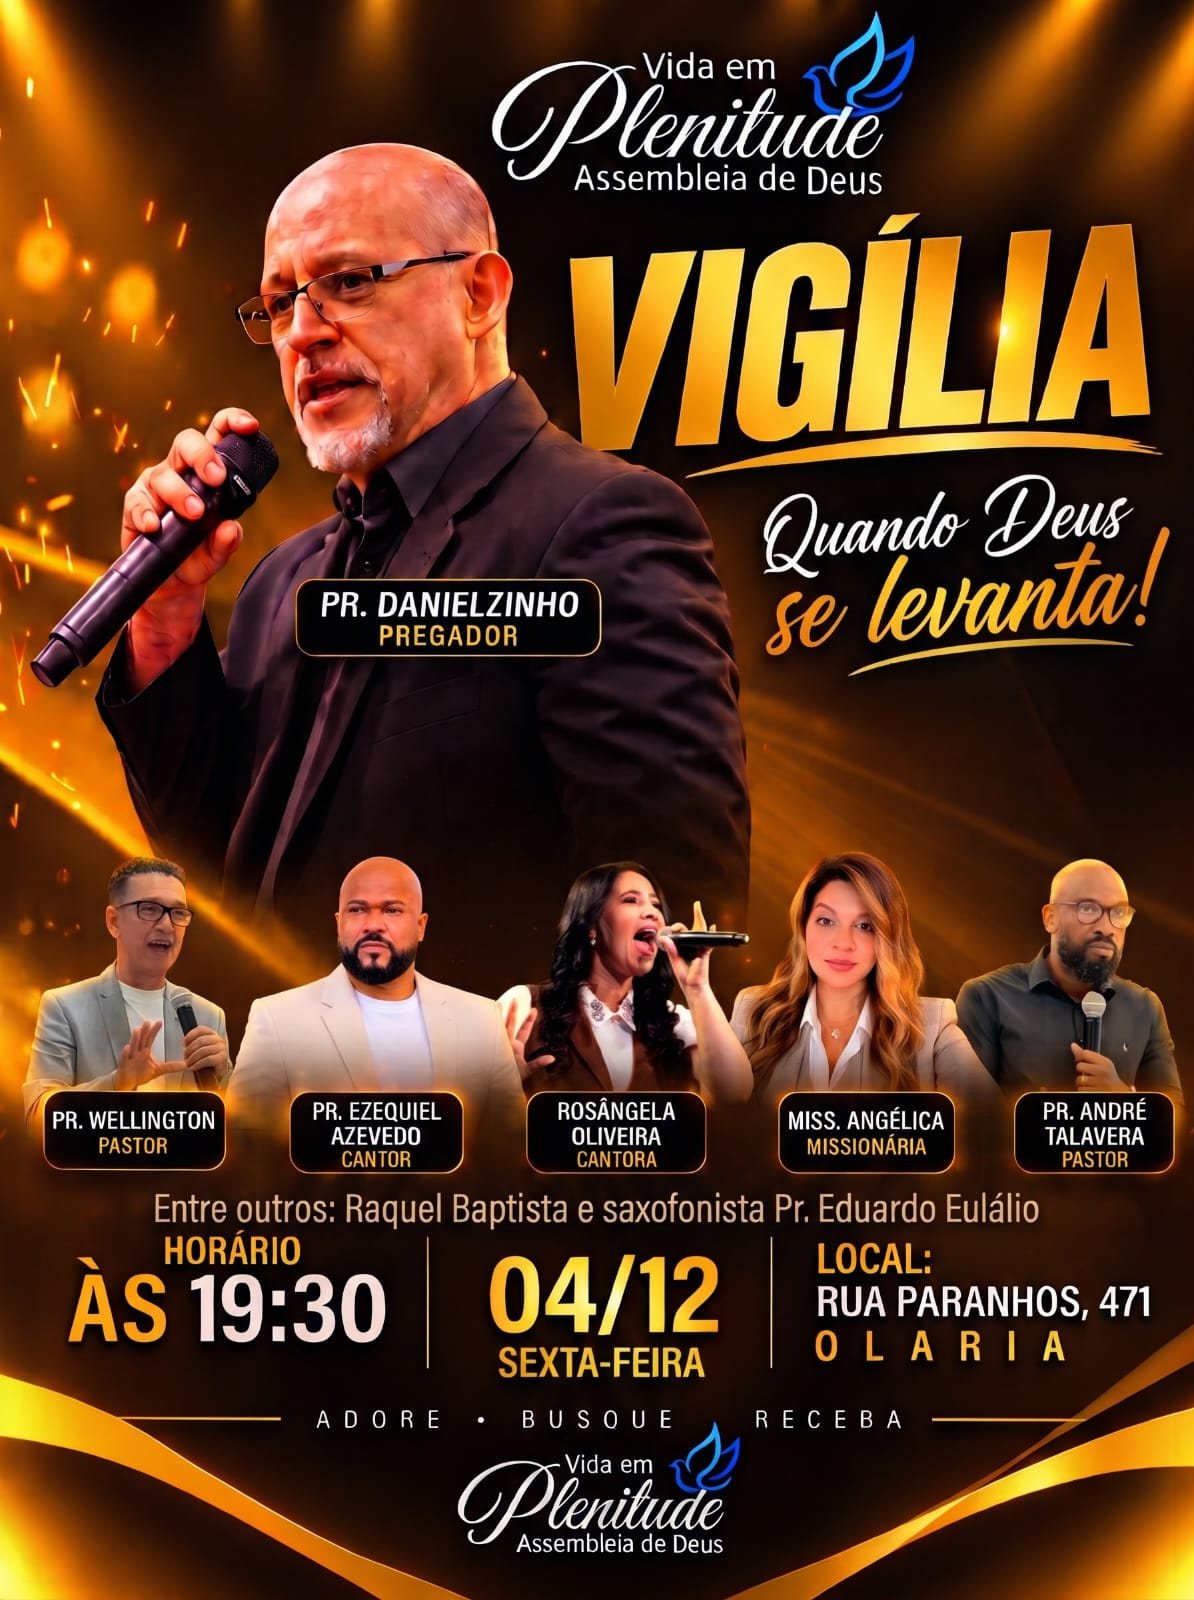 Vida em
Plenitude
Assembleia de Deus
VIGÍLIA
Quando Deus
se levanta!
PR. DANIELZINHO
PREGADOR
PR. WELLINGTON
PASTOR
PR. EZEQUIEL
AZEVEDO
CANTOR
ROSÂNGELA
OLIVEIRA
CANTORA
MISS. ANGÉLICA
MISSIONÁRIA
PR. ANDRÉ
TALAVERA
PASTOR
Entre outros: Raquel Baptista e saxofonista Pr. Eduardo Eulálio
HORÁRIO
ÀS 19:30
04/12
SEXTA-FEIRA
LOCAL:
RUA PARANHOS, 471
OLARIA
ADORE • BUSQUE RECEBA
Vida em
Plenitude
Assembleia de Deus